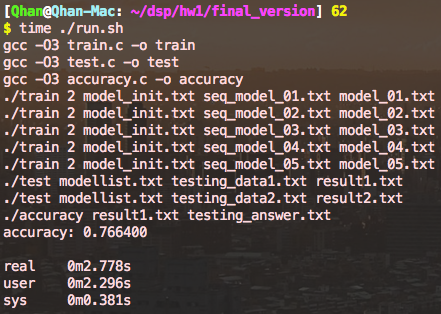 [Qhan@Qhan-Mac: ~/dsp/hw1/final_version] 62
$ time ./run.sh
gcc -O3 train.c -o train
gcc -O3 test.c -o test
gcc -O3 accuracy.c -o accuracy
./train 2 model_init.txt seq_model_01.txt model_01.txt
./train 2 model_init.txt seq_model_02.txt model_02.txt
./train 2 model_init.txt seq_model_03.txt model_03.txt
./train 2 model_init.txt seq_model_04.txt model_04.txt
./train 2 model_init.txt seq_model_05.txt model_05.txt
./test modellist.txt testing_data1.txt result1.txt
./test modellist.txt testing_data2.txt result2.txt
./accuracy result1.txt testing_answer.txt
accuracy: 0.766400
real 0m2.778s
user 0m2.296s
sys 0m0.381s